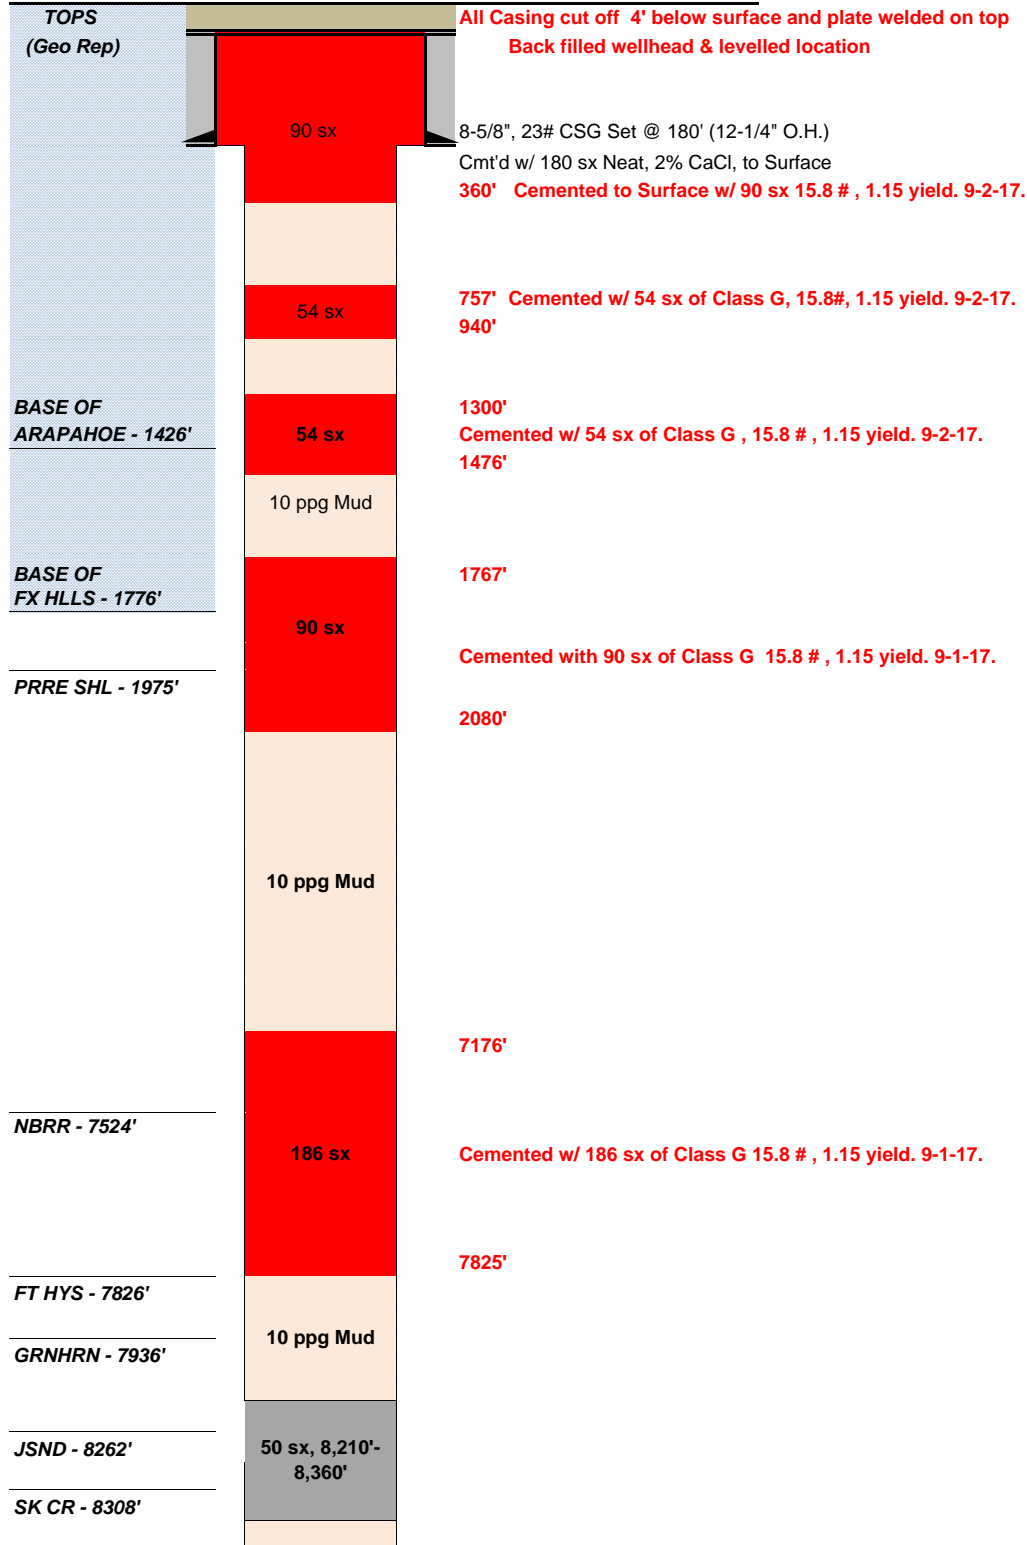 TOPS
(Geo Rep)
All Casing cut off 4' below surface and plate welded on top
Back filled wellhead & levelled location
90 sx
8-5/8", 23# CSG Set @ 180' (12-1/4" O.H.)
Cmt'd w/ 180 sx Neat, 2% CaCl, to Surface
360' Cemented to Surface w/ 90 sx 15.8 # , 1.15 yield. 9-2-17.
54 sx
757' Cemented w/ 54 sx of Class G, 15.8#, 1.15 yield. 9-2-17.
940'
BASE OF
ARAPAHOE - 1426'
54 sx
1300'
Cemented w/ 54 sx of Class G , 15.8 # , 1.15 yield. 9-2-17.
1476'
10 ppg Mud
BASE OF
FX HLLS - 1776'
1767'
90 sx
Cemented with 90 sx of Class G 15.8 # , 1.15 yield. 9-1-17.
PRRE SHL - 1975'
2080'
10 ppg Mud
7176'
NBRR - 7524'
186 sx
Cemented w/ 186 sx of Class G 15.8 # , 1.15 yield. 9-1-17.
7825'
FT HYS - 7826'
10 ppg Mud
GRNHRN - 7936'
JSND - 8262'
50 sx, 8,210'-
8,360'
SK CR - 8308'